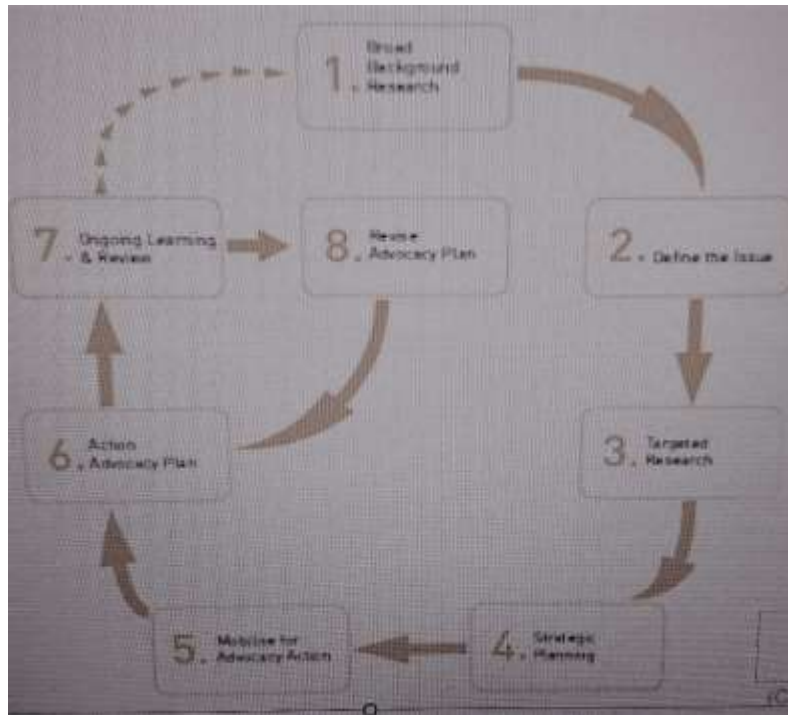 1. Broad
Background
Research
2. Define the Issue
3. Targeted
Research
4. Strategic
Planning
5. Mobilise for
Advocacy Action
6. Action
Advocacy Plan
7. Ongoing Learning
& Review
8. Revise
Advocacy Plan